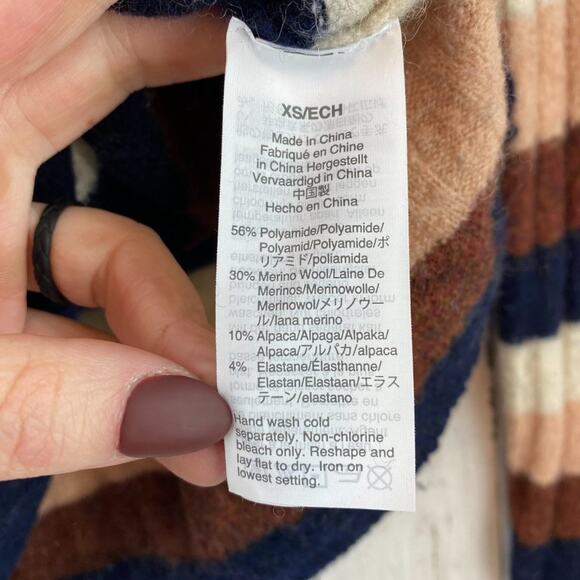 XS/ECH
Made in China
Fabriqué en Chine
in China Hergestellt
Vervaardigd in China
中国製
Hecho en China
56% Polyamide/Polyamide/
Polyamid/Polyamide/ポ
リアミド/poliamida
30% Merino Wool/Laine De
Merinos/Merinowolle/
Merinowol/メリノウー
ル/lana merino
10% Alpaca/Alpaga/Alpaka/
Alpaca/アルパカ/alpaca
4% Elastane/Élasthanne/
Elastan/Elastaan/エラス
テーン/elastano
Hand wash cold
separately. Non-chlorine
bleach only. Reshape and
lay flat to dry. Iron on
lowest setting.